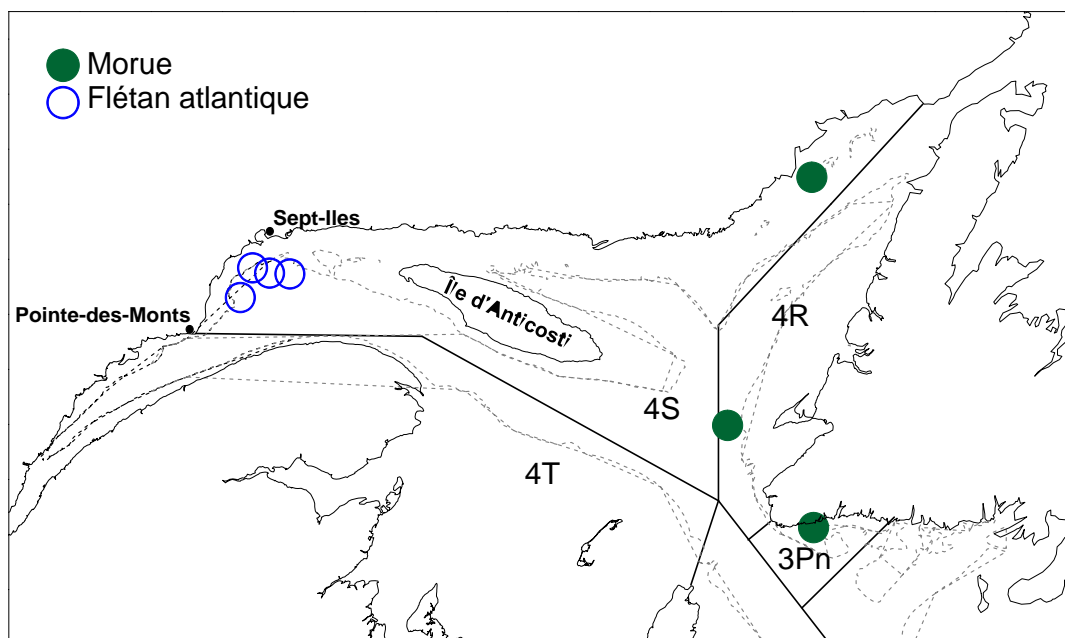 Morue
Flétan atlantique
Sept-Iles
Île d'Anticosti
Pointe-des-Monts
4R
4S
4T
3Pn